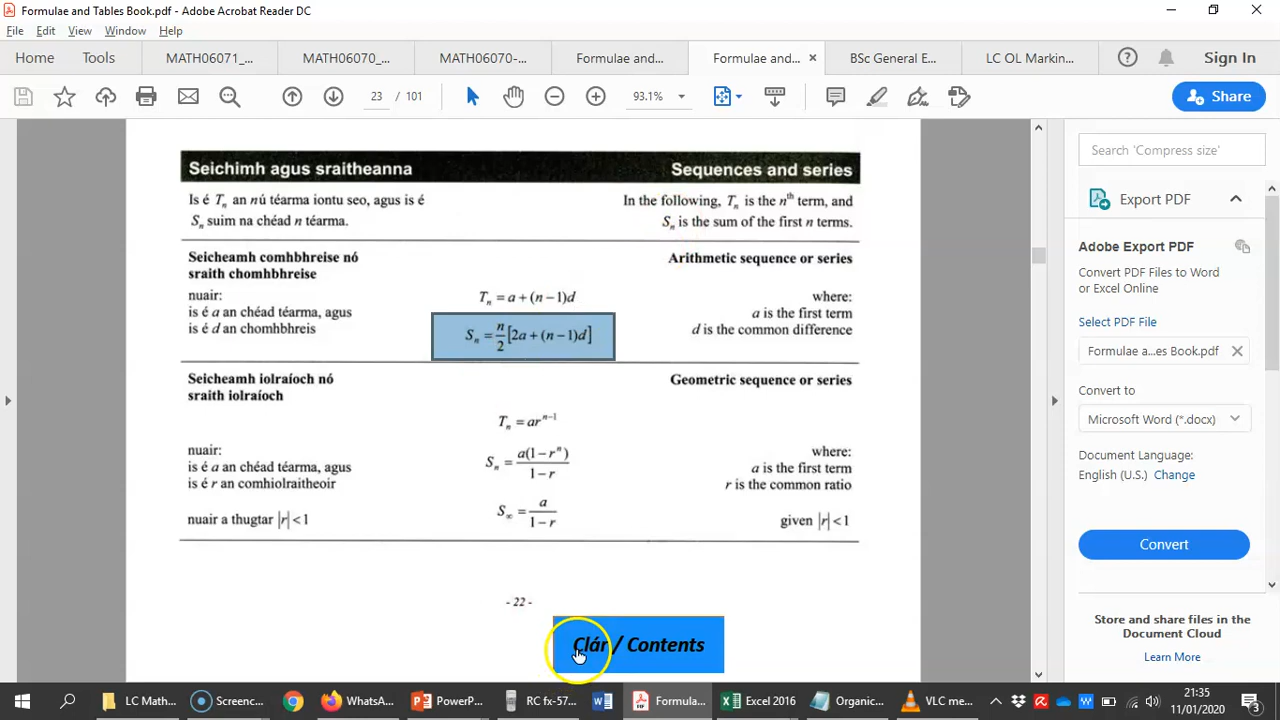 Formulae and Tables Book.pdf - Adobe Acrobat Reader DC
File Edit View Window Help
Home Tools MATH06071_... MATH06070_... MATH06070-... Formulae and... Formulae and... × BSc General E... LC OL Markin... Sign In
23 / 101 93.1% Share
Seichimh agus sraitheanna Sequences and series
Is é Tₙ an nú téarma iontu seo, agus is é
Sₙ suim na chéad n téarma.
In the following, Tₙ is the nᵗʰ term, and
Sₙ is the sum of the first n terms.
Seicheamh comhbhreise nó
sraith chomhbhreise
Arithmetic sequence or series
nuair:
is é a an chéad téarma, agus
is é d an chomhbhreis
Tₙ = a + (n − 1)d
Sₙ = n/2 [2a + (n − 1)d]
where:
a is the first term
d is the common difference
Seicheamh iolraíoch nó
sraith iolraíoch
Geometric sequence or series
Tₙ = arⁿ⁻¹
nuair:
is é a an chéad téarma, agus
is é r an comhiolraitheoir
Sₙ = a(1 − rⁿ) / 1 − r
where:
a is the first term
r is the common ratio
nuair a thugtar |r| < 1
S∞ = a / 1 − r
given |r| < 1
- 22 -
Clár / Contents
Search 'Compress size'
Export PDF
Adobe Export PDF
Convert PDF Files to Word
or Excel Online
Select PDF File
Formulae a...es Book.pdf ×
Convert to
Microsoft Word (*.docx)
Document Language:
English (U.S.) Change
Convert
Store and share files in the
Document Cloud
Learn More
LC Math... Screenc... WhatsA... PowerP... RC fx-57... Formula... Excel 2016 Organic... VLC me... 21:35
11/01/2020
3